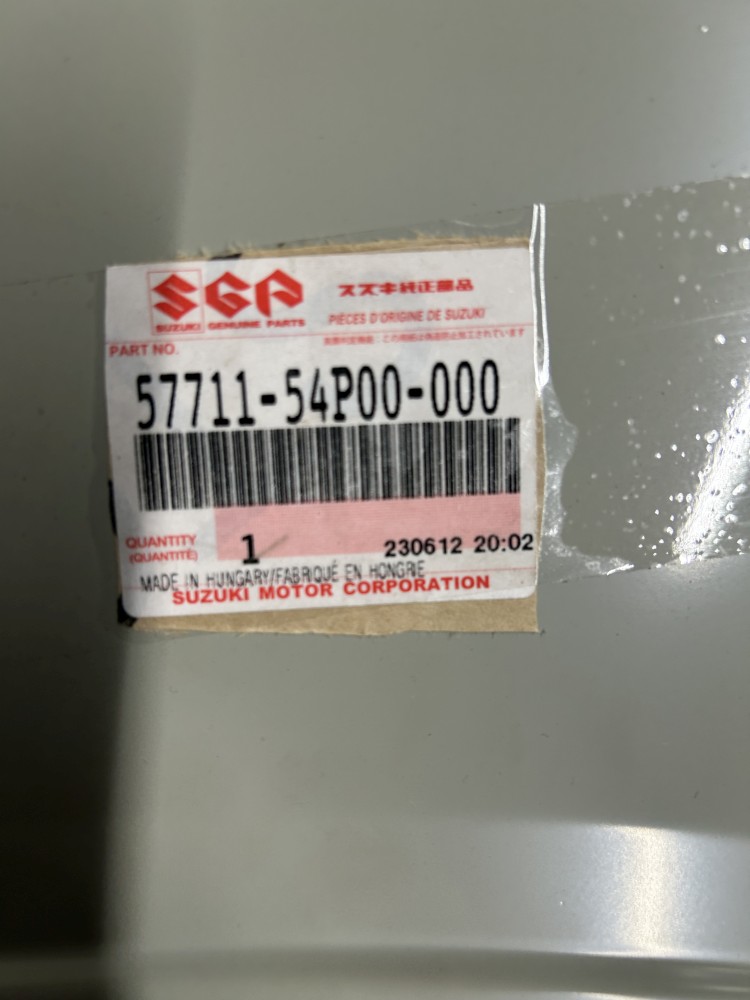 SGP
SUZUKI GENUINE PARTS
スズキ純正部品
PIÈCES D'ORIGINE DE SUZUKI
PART NO.
57711-54P00-000
QUANTITY
(QUANTITÉ)
1
230612 20:02
MADE IN HUNGARY/FABRIQUÉ EN HONGRIE
SUZUKI MOTOR CORPORATION